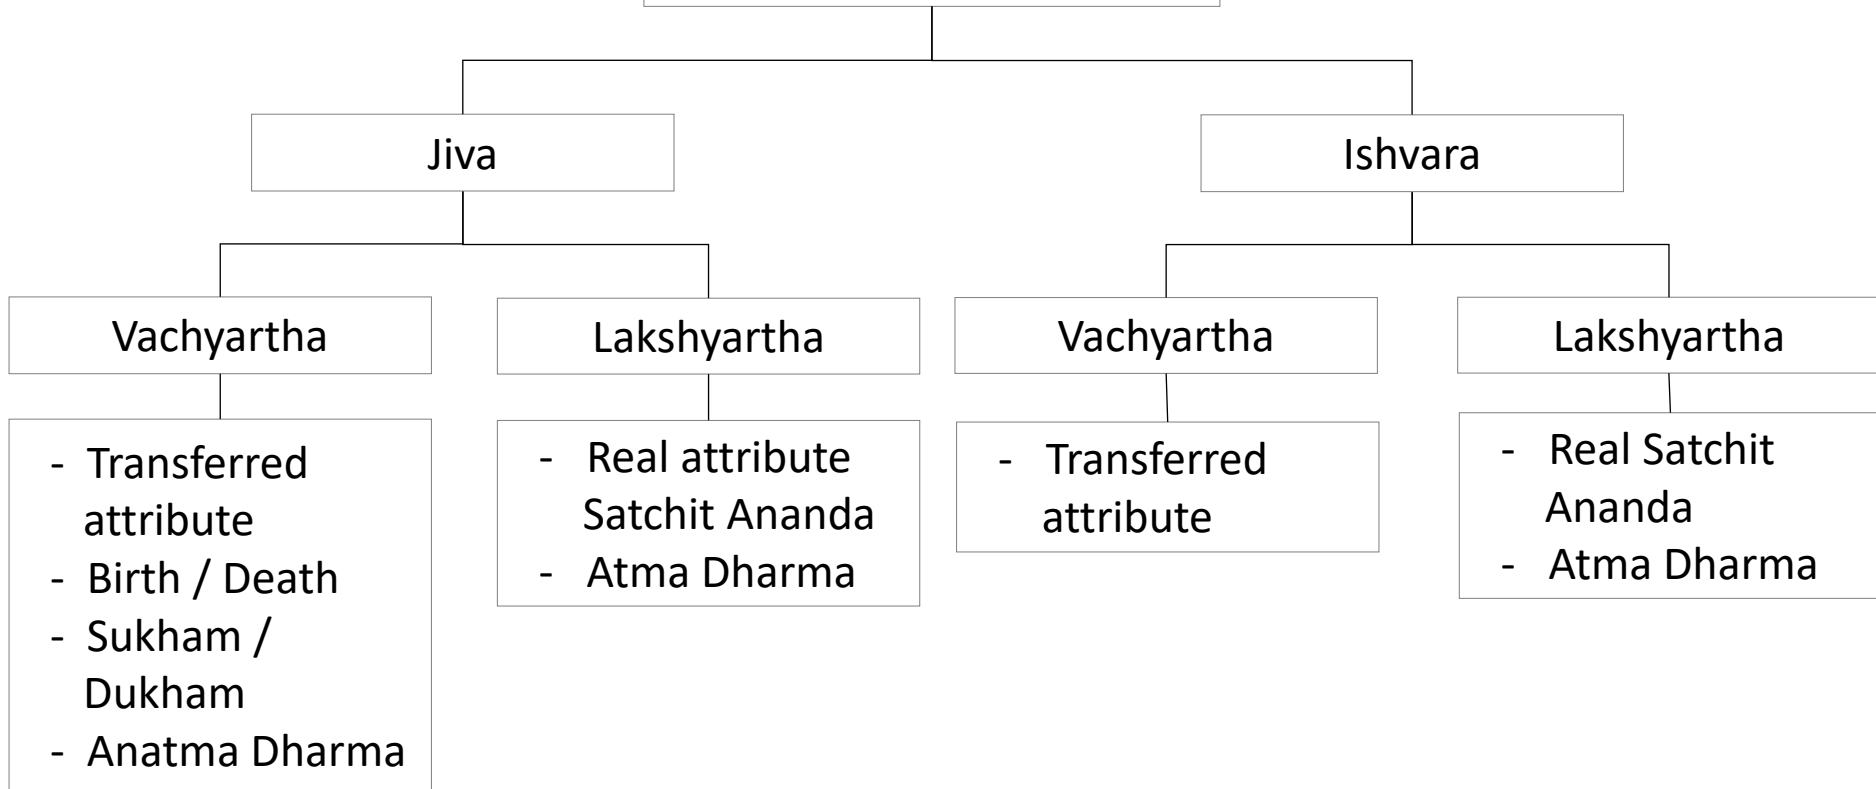 Jiva
Ishvara
Vachyartha
Lakshyartha
Vachyartha
Lakshyartha
- Transferred
attribute
- Birth / Death
- Sukham /
Dukham
- Anatma Dharma
- Real attribute
Satchit Ananda
- Atma Dharma
- Transferred
attribute
- Real Satchit
Ananda
- Atma Dharma